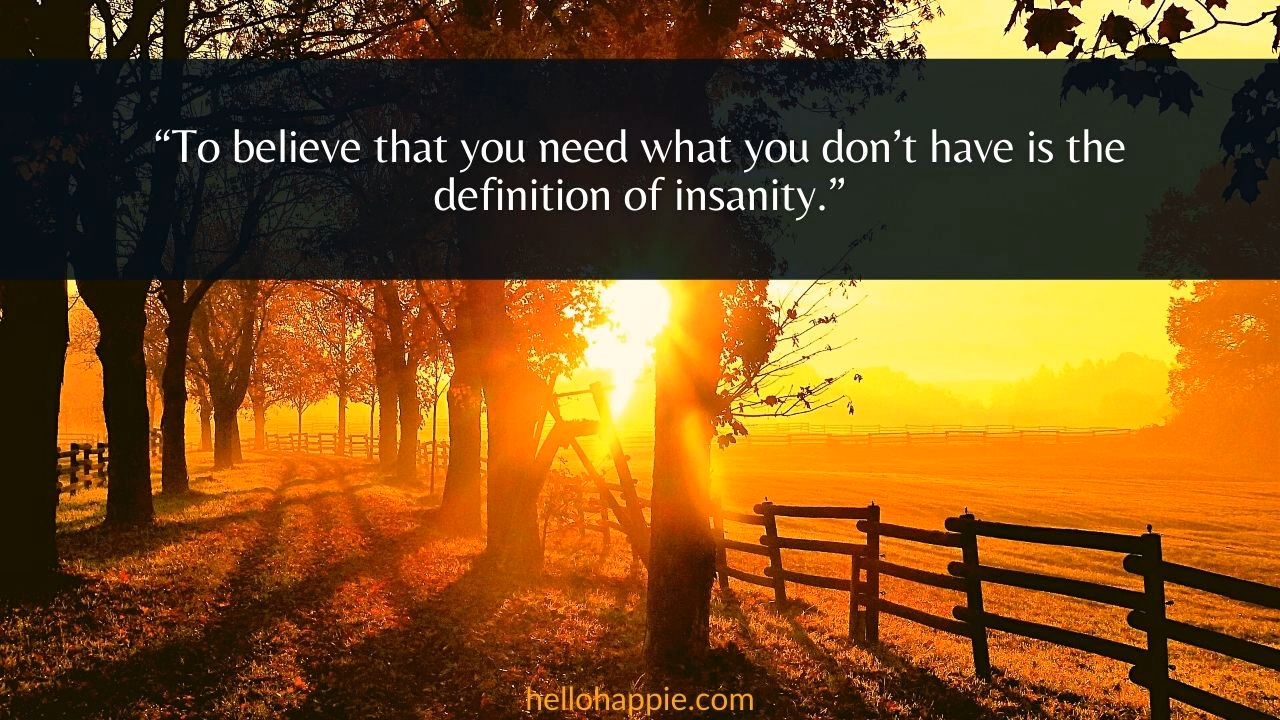 “To believe that you need what you don’t have is the
definition of insanity.”
hellohappie.com